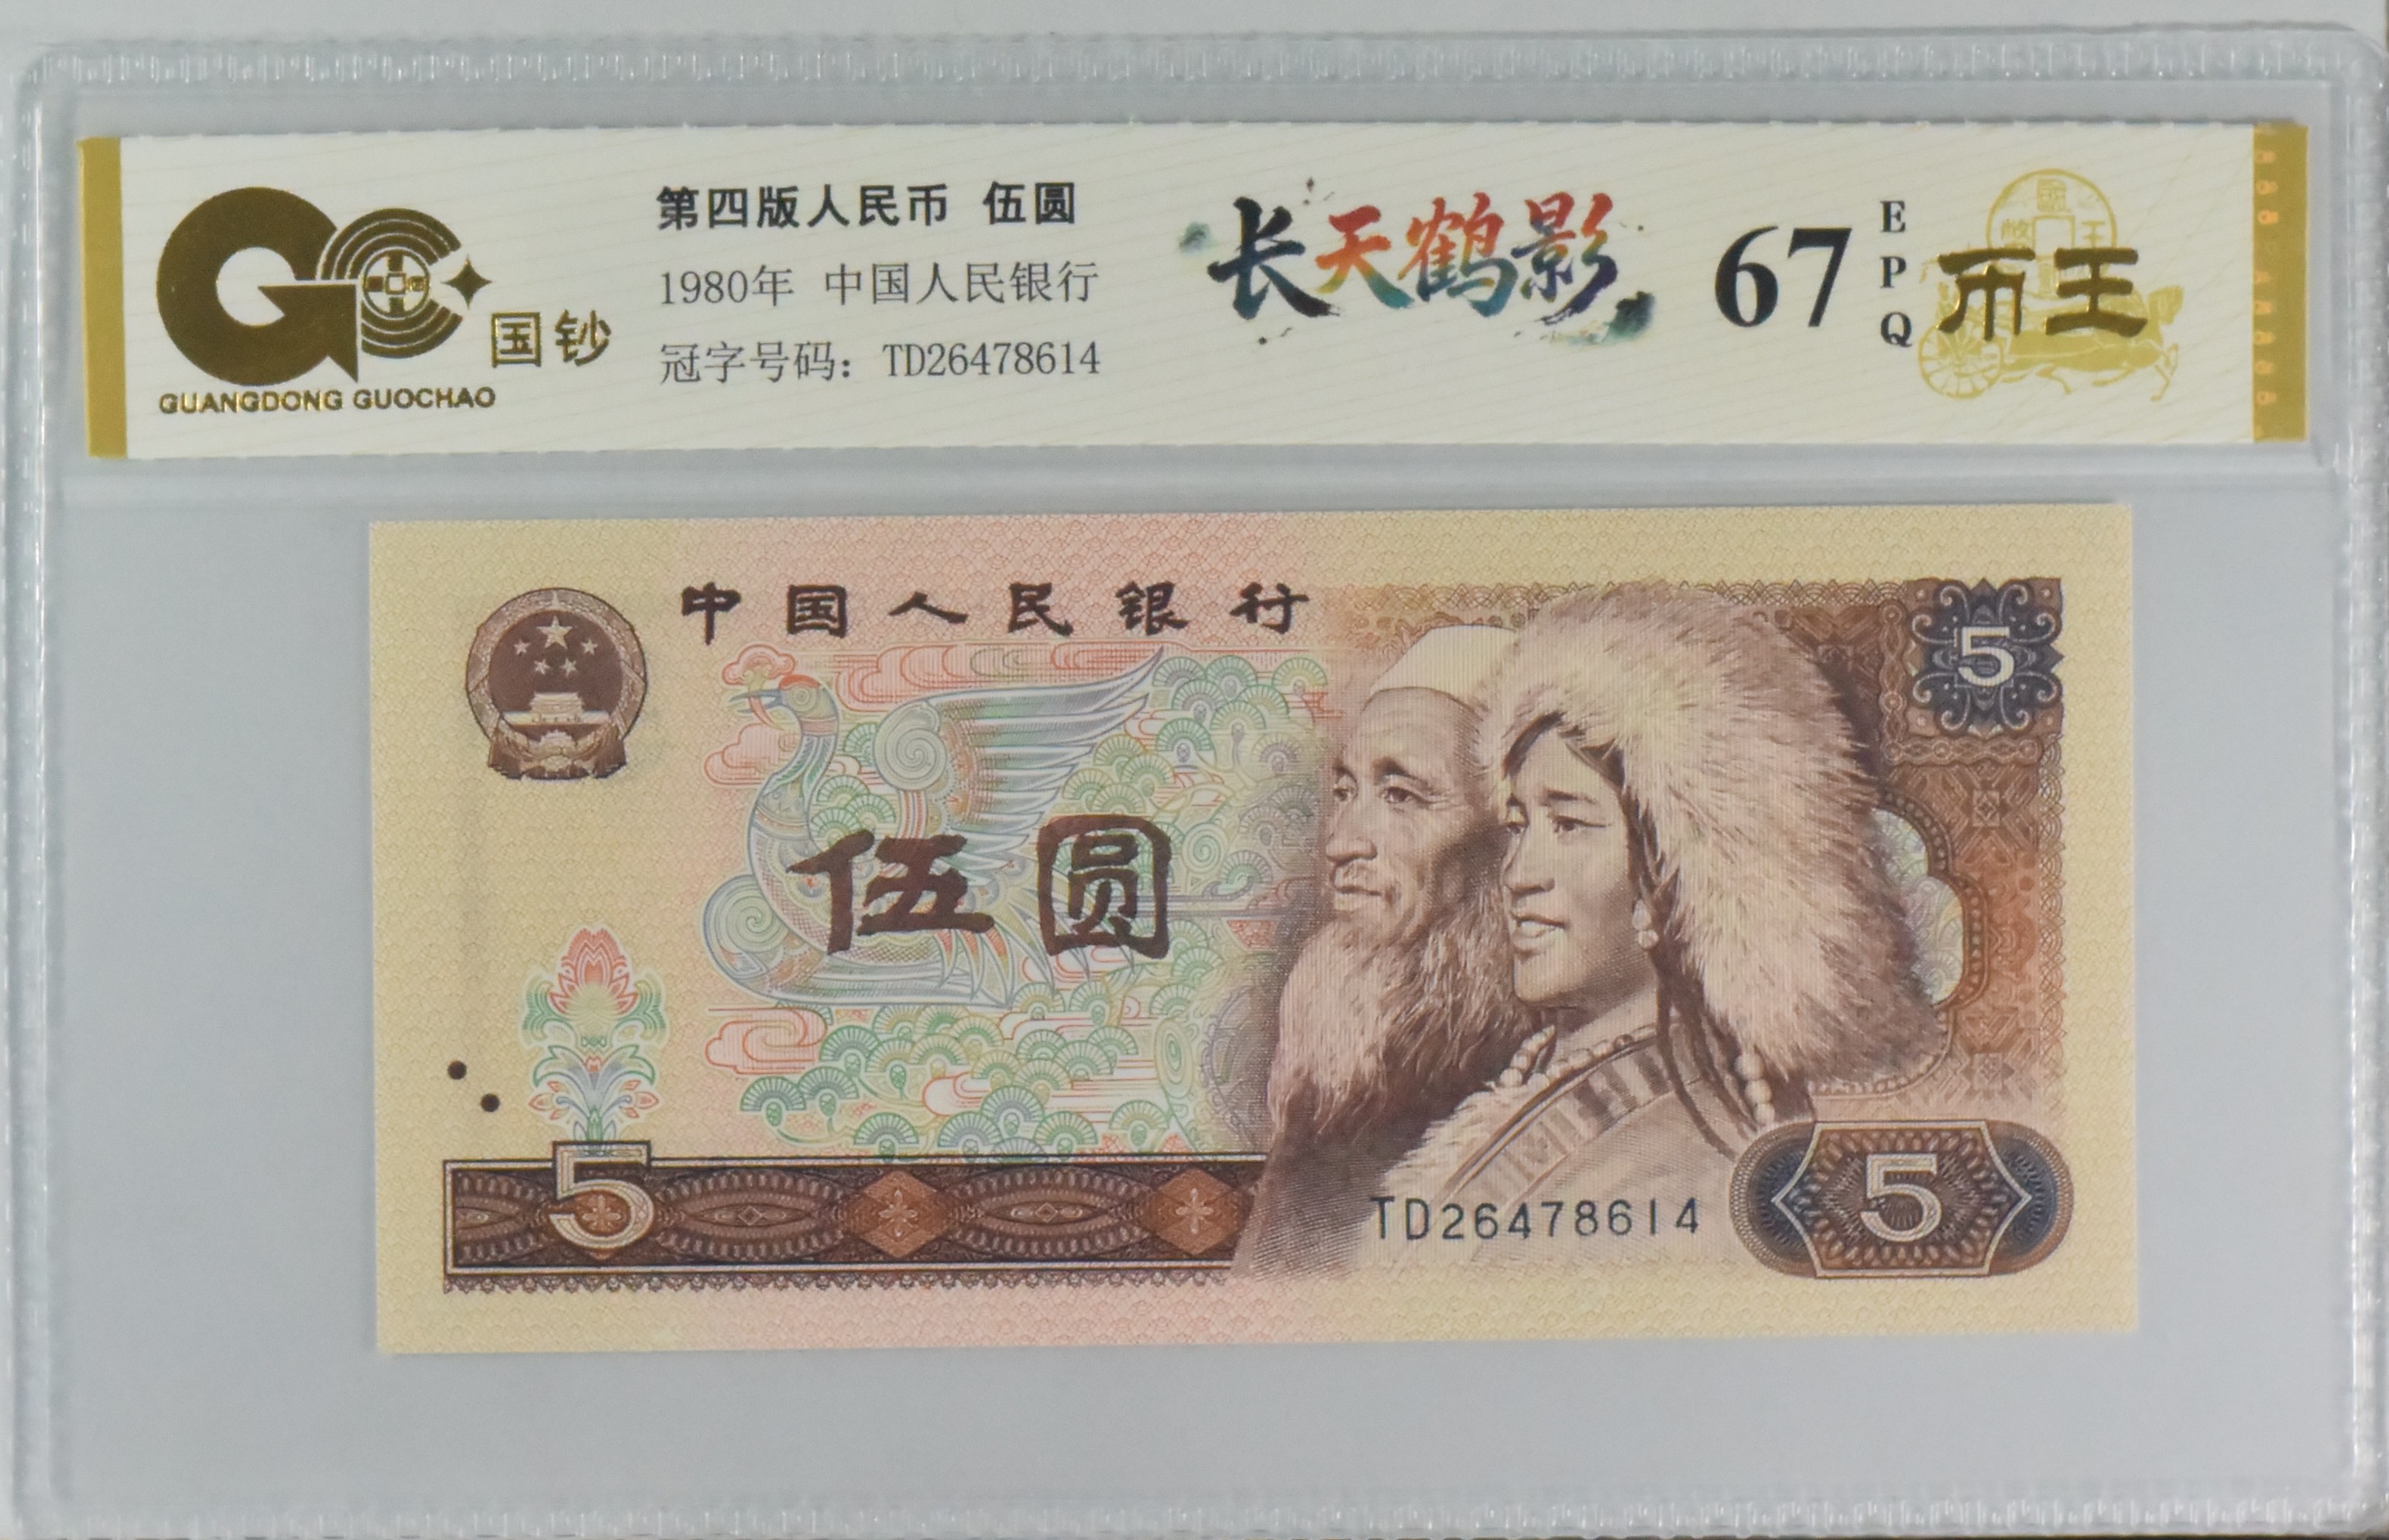 国钞
GUANGDONG GUOCHAO
第四版人民币 伍圆
1980年 中国人民银行
冠字号码：TD26478614
长天鹤影
67
EPQ
币王
中国人民银行
5
伍圆
5
TD26478614
5